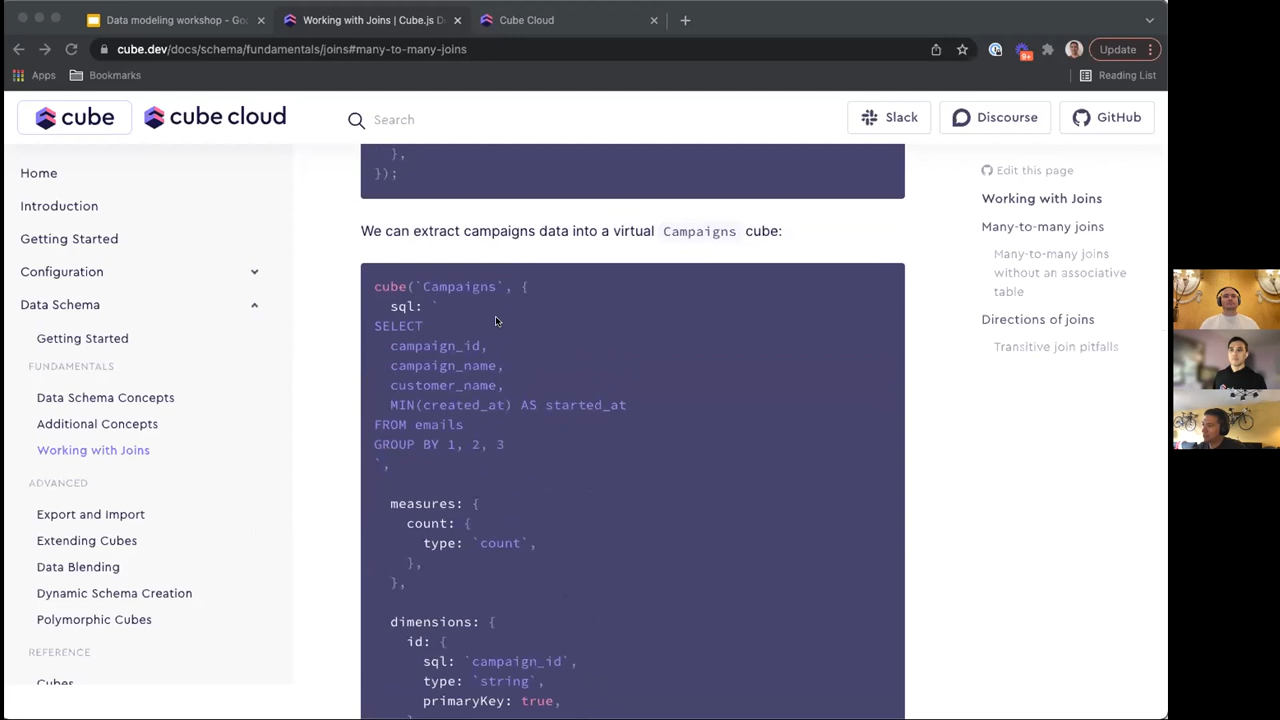 Data modeling workshop - Goo
Working with Joins | Cube.js D
Cube Cloud
cube.dev/docs/schema/fundamentals/joins#many-to-many-joins
9+
Update
Apps
Bookmarks
Reading List
cube
cube cloud
Search
Slack
Discourse
GitHub
Home
Introduction
Getting Started
Configuration
Data Schema
Getting Started
FUNDAMENTALS
Data Schema Concepts
Additional Concepts
Working with Joins
ADVANCED
Export and Import
Extending Cubes
Data Blending
Dynamic Schema Creation
Polymorphic Cubes
REFERENCE
Cubes
},
});
We can extract campaigns data into a virtual Campaigns cube:
cube(`Campaigns`, {
sql: `
SELECT
campaign_id,
campaign_name,
customer_name,
MIN(created_at) AS started_at
FROM emails
GROUP BY 1, 2, 3
`,
measures: {
count: {
type: `count`,
},
},
dimensions: {
id: {
sql: `campaign_id`,
type: `string`,
primaryKey: true,
Edit this page
Working with Joins
Many-to-many joins
Many-to-many joins
without an associative
table
Directions of joins
Transitive join pitfalls